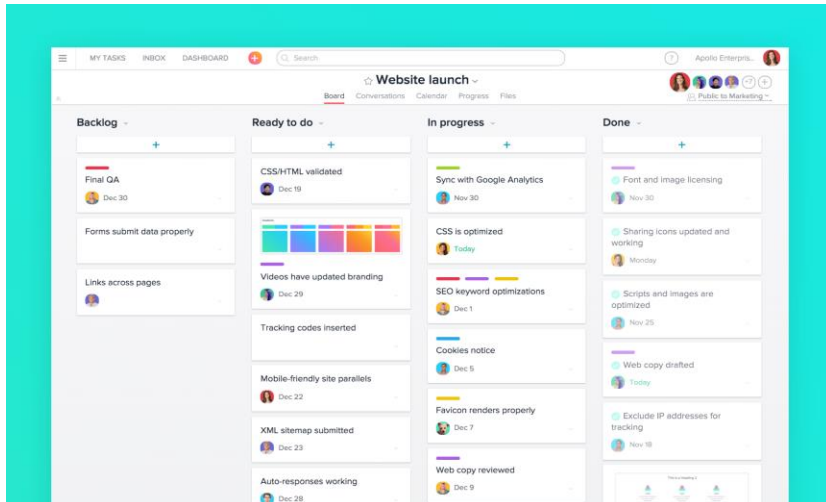 MY TASKS INBOX DASHBOARD + Search ? Apollo Enterpris...
Website launch
+7 +
Board Conversations Calendar Progress Files
Public to Marketing
Backlog
+
Final QA
Dec 30
Forms submit data properly
Links across pages
Ready to do
+
CSS/HTML validated
Dec 19
Videos have updated branding
Dec 29
Tracking codes inserted
Mobile-friendly site parallels
Dec 22
XML sitemap submitted
Dec 23
Auto-responses working
Dec 28
In progress
+
Sync with Google Analytics
Nov 30
CSS is optimized
Today
SEO keyword optimizations
Dec 1
Cookies notice
Dec 5
Favicon renders properly
Dec 7
Web copy reviewed
Dec 9
Done
+
Font and image licensing
Nov 30
Sharing icons updated and
working
Monday
Scripts and images are
optimized
Nov 25
Web copy drafted
Today
Exclude IP addresses for
tracking
Nov 18